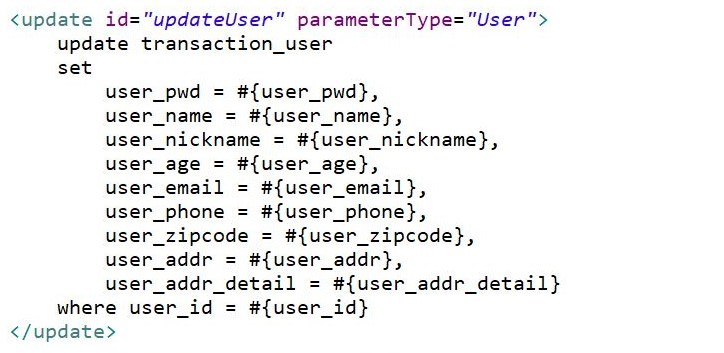 <update id="updateUser" parameterType="User">
    update transaction_user
    set
        user_pwd = #{user_pwd},
        user_name = #{user_name},
        user_nickname = #{user_nickname},
        user_age = #{user_age},
        user_email = #{user_email},
        user_phone = #{user_phone},
        user_zipcode = #{user_zipcode},
        user_addr = #{user_addr},
        user_addr_detail = #{user_addr_detail}
    where user_id = #{user_id}
</update>